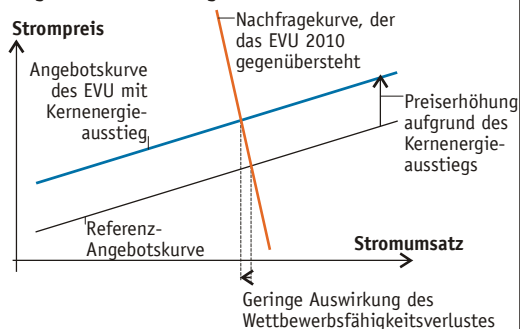 Nachfragekurve, der
das EVU 2010
gegenübersteht
Strompreis
Angebotskurve
des EVU mit
Kernenergie-
ausstieg
Preiserhöhung
aufgrund des
Kernenergie-
ausstiegs
Referenz-
Angebotskurve
Stromumsatz
Geringe Auswirkung des
Wettbewerbsfähigkeitsverlustes